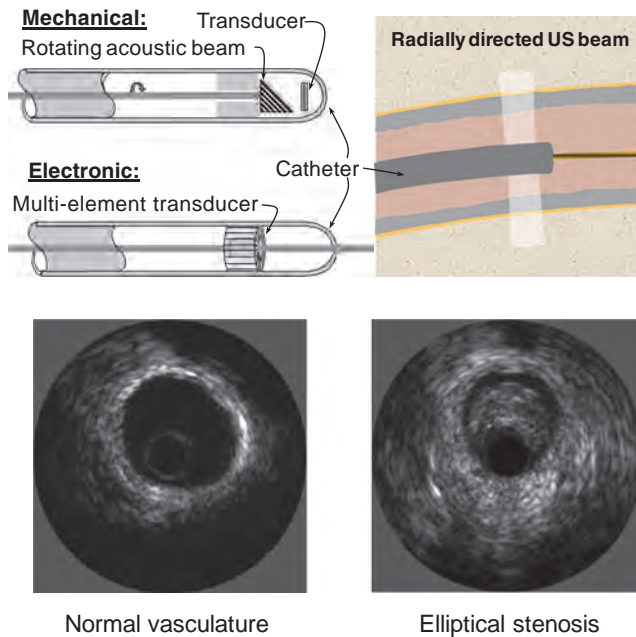 Mechanical:
Transducer
Rotating acoustic beam
Radially directed US beam
Electronic:
Catheter
Multi-element transducer
Normal vasculature
Elliptical stenosis